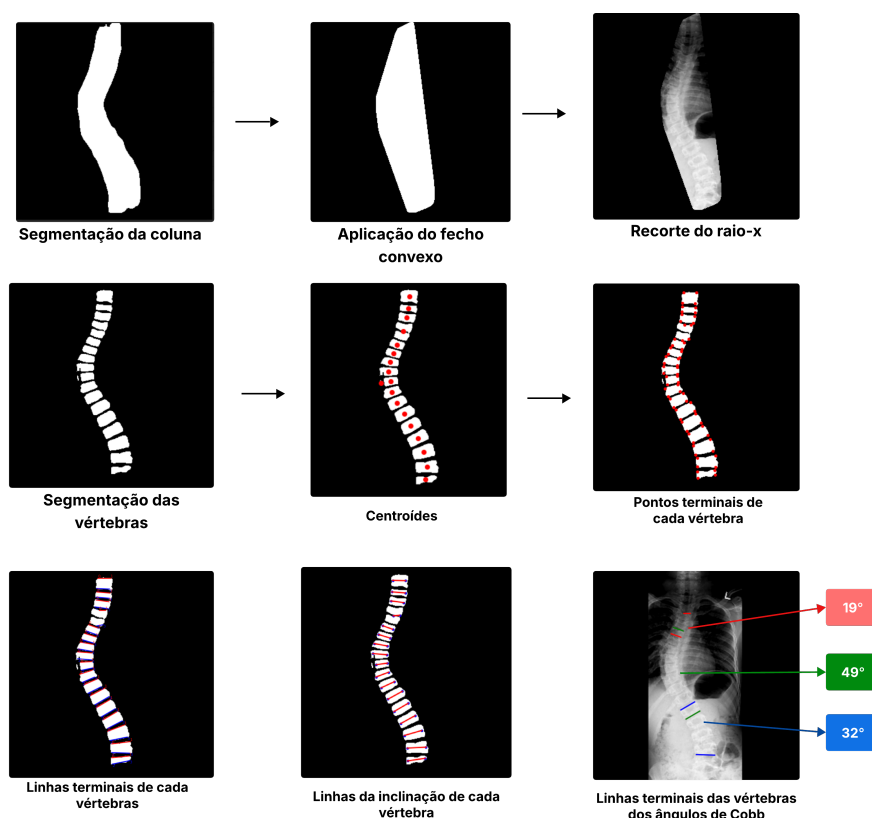 Segmentação da coluna
Aplicação do fecho
convexo
Recorte do raio-x
Segmentação das
vértebras
Centroídes
Pontos terminais de
cada vértebra
Linhas terminais de cada
vértebras
Linhas da inclinação de cada
vértebra
19°
49°
32°
Linhas terminais das vértebras
dos ângulos de Cobb